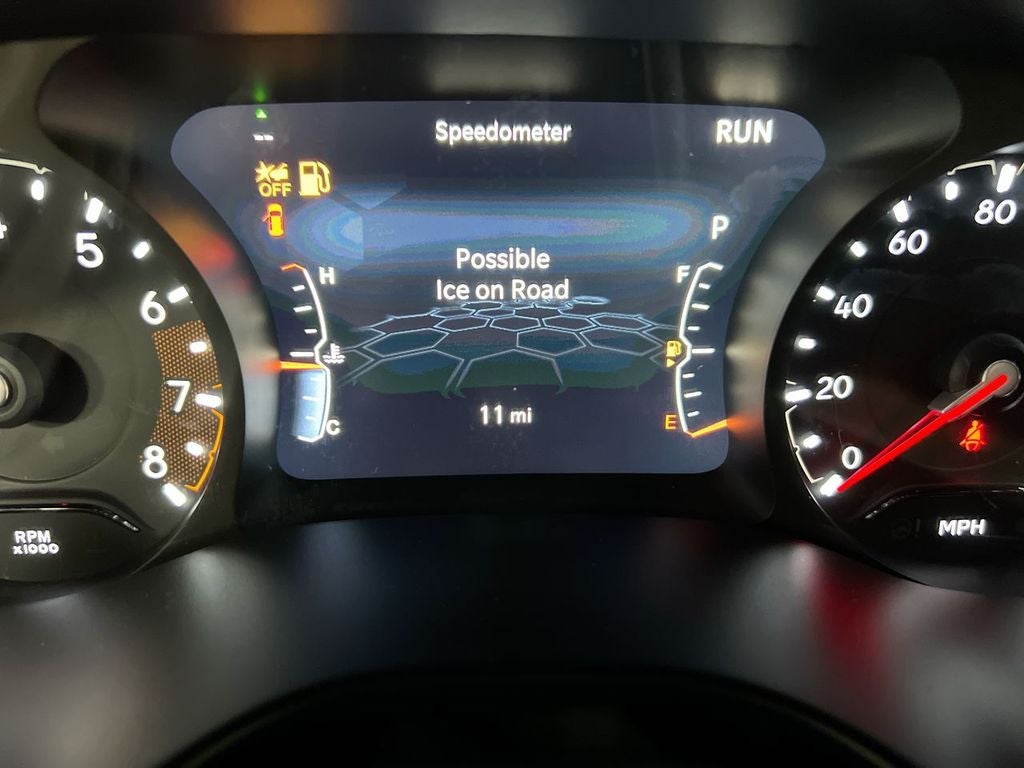 Speedometer
RUN
OFF
P
Possible
Ice on Road
H
C
F
E
11 mi
5
6
7
8
RPM
x1000
80
60
40
20
0
MPH